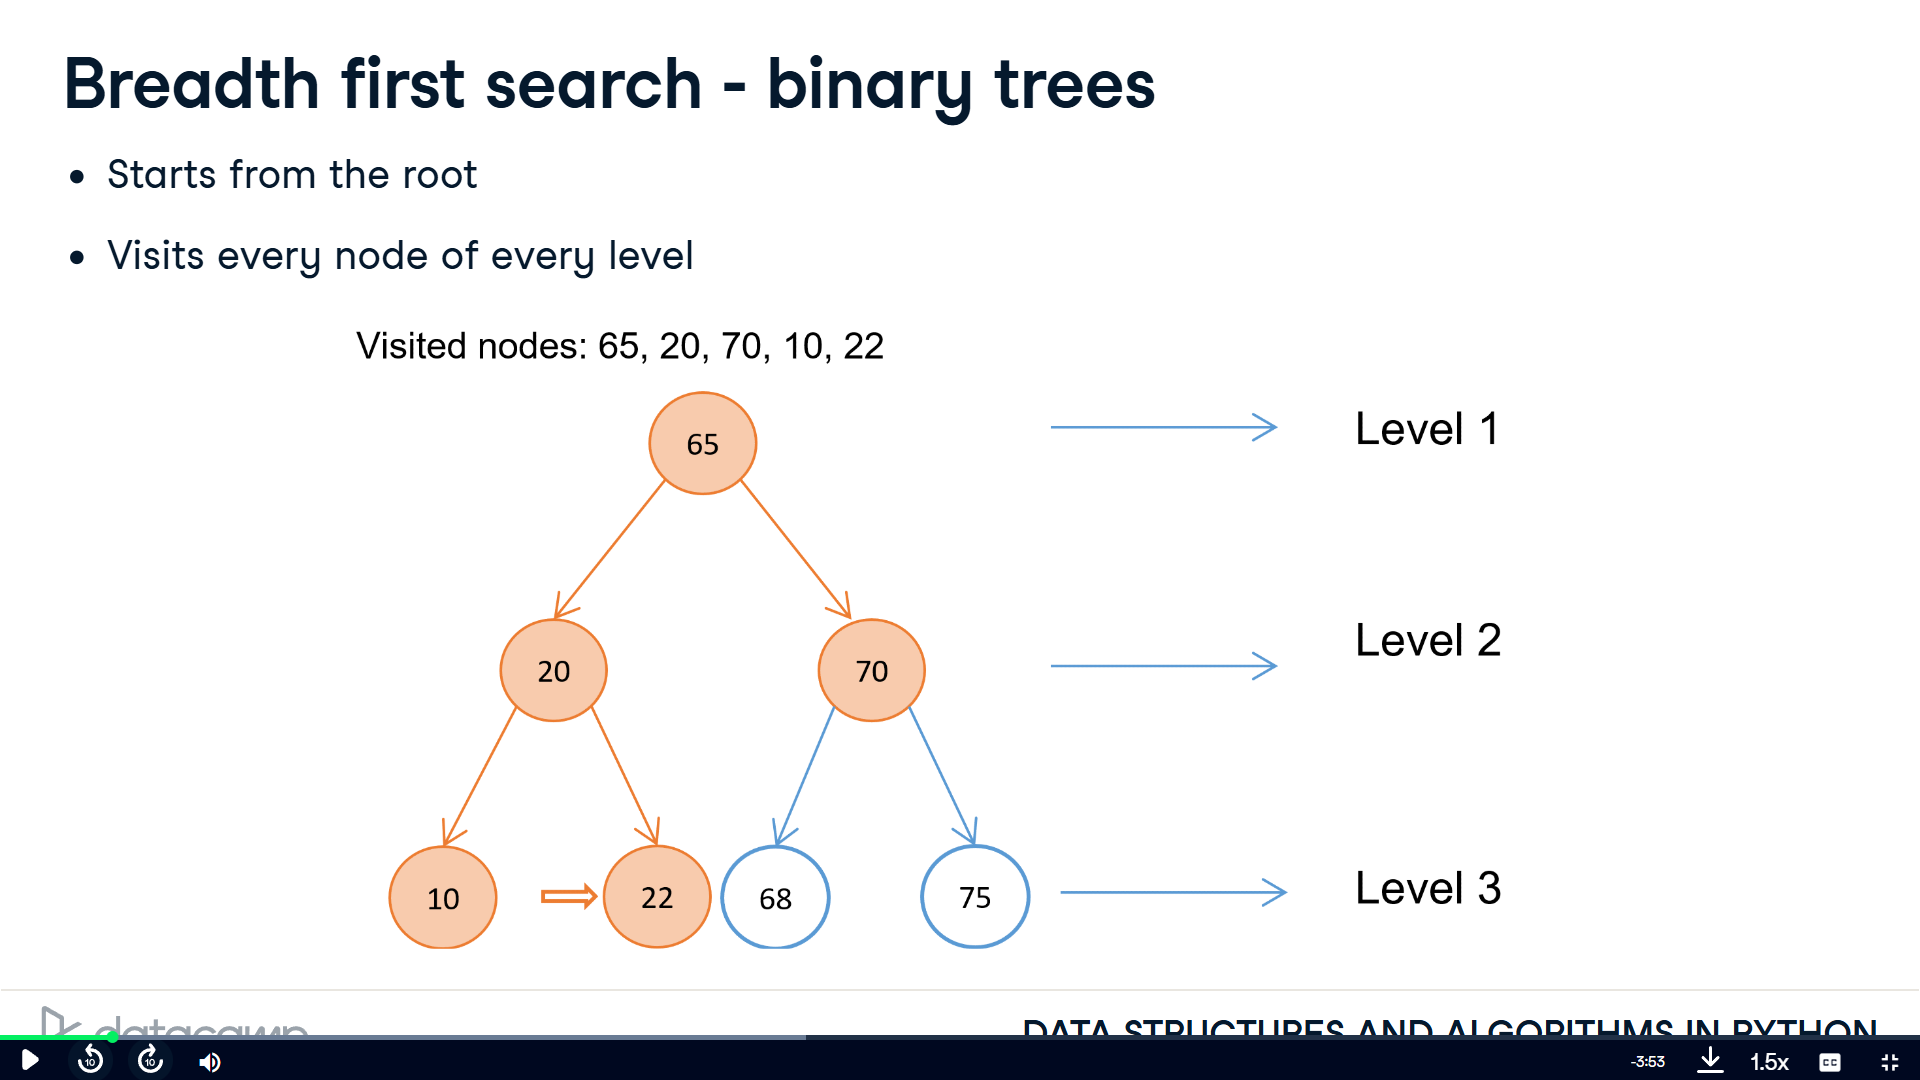 Breadth first search - binary trees
• Starts from the root
• Visits every node of every level
Visited nodes: 65, 20, 70, 10, 22
65
Level 1
20
70
Level 2
10
22
68
75
Level 3
datacamp
DATA STRUCTURES AND ALGORITHMS IN PYTHON
10
10
-3:53
1.5x
CC